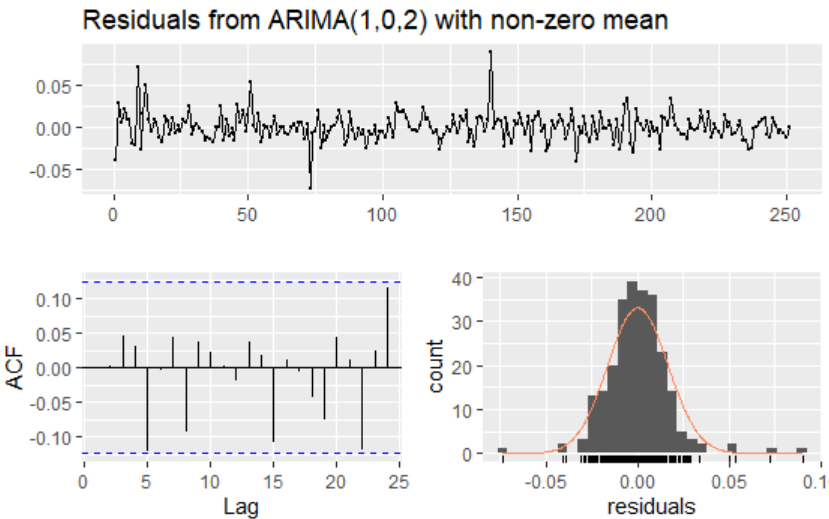 Residuals from ARIMA(1,0,2) with non-zero mean
0.05
0.00
-0.05
0 50 100 150 200 250
0.10
0.05
0.00
-0.05
-0.10
ACF
0 5 10 15 20 25
Lag
40
30
20
10
0
count
-0.05 0.00 0.05 0.1
residuals